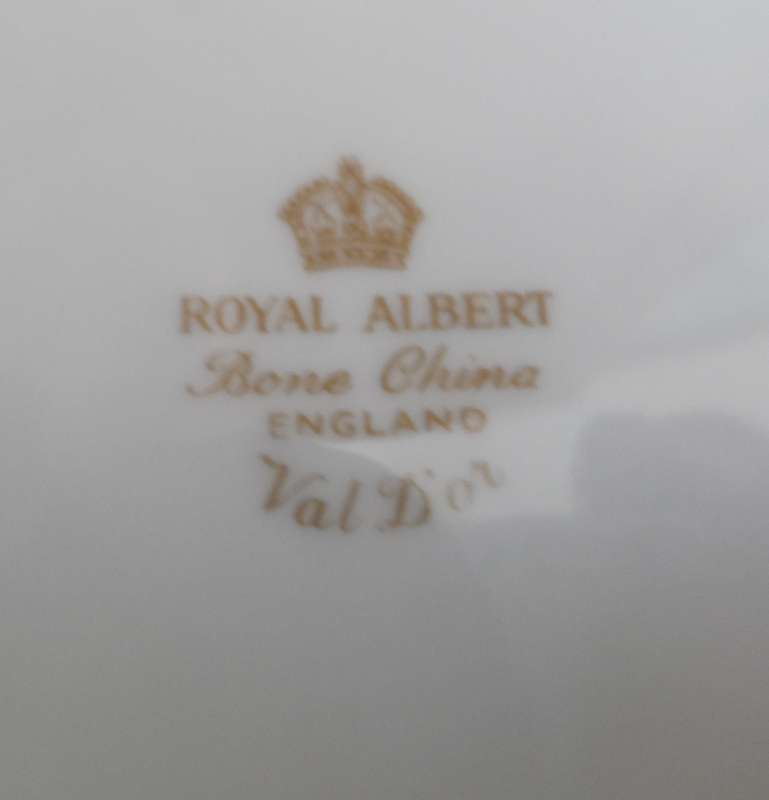 ROYAL ALBERT
Bone China
ENGLAND
Val D'or